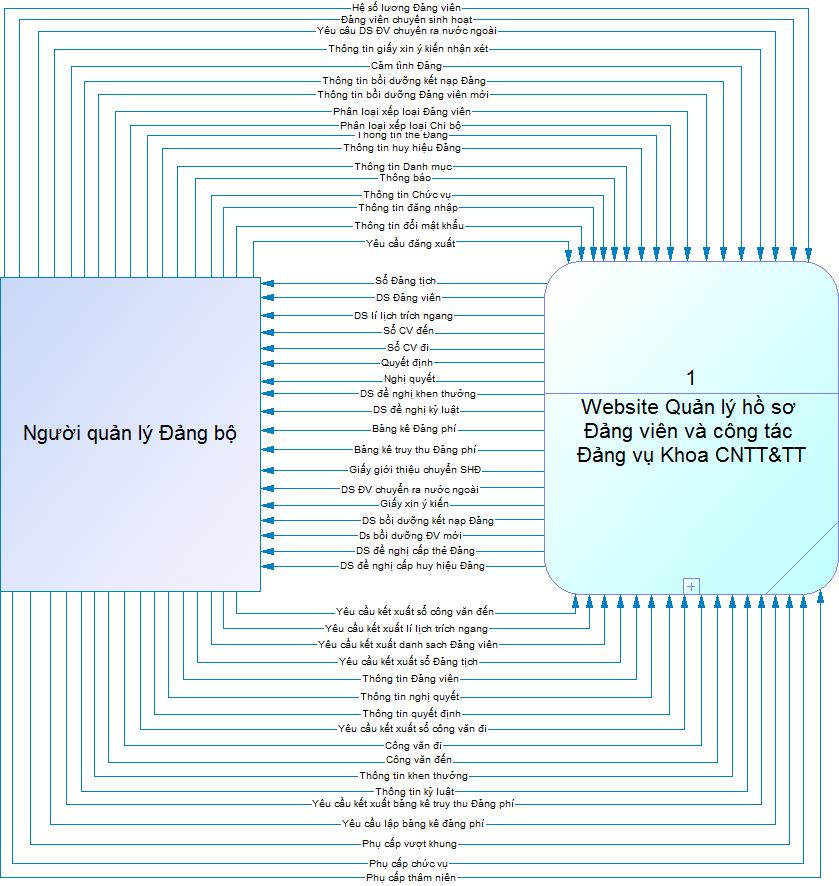 Hệ số lương Đảng viên
Đảng viên chuyển sinh hoạt
Yêu cầu DS ĐV chuyển ra nước ngoài
Thông tin giấy xin ý kiến nhận xét
Cảm tình Đảng
Thông tin bồi dưỡng kết nạp Đảng
Thông tin bồi dưỡng Đảng viên mới
Phân loại xếp loại Đảng viên
Phân loại xếp loại Chi bộ
Thông tin thẻ Đảng
Thông tin huy hiệu Đảng
Thông tin Danh mục
Thông báo
Thông tin Chức vụ
Thông tin đăng nhập
Thông tin đổi mật khẩu
Yêu cầu đăng xuất
Sổ Đảng tịch
DS Đảng viên
DS lí lịch trích ngang
Sổ CV đến
Sổ CV đi
Quyết định
Nghị quyết
DS đề nghị khen thưởng
DS đề nghị kỷ luật
Bảng kê Đảng phí
Bảng kê truy thu Đảng phí
Giấy giới thiệu chuyển SHĐ
DS ĐV chuyển ra nước ngoài
Giấy xin ý kiến
DS bồi dưỡng kết nạp Đảng
Ds bồi dưỡng ĐV mới
DS đề nghị cấp thẻ Đảng
DS đề nghị cấp huy hiệu Đảng
Người quản lý Đảng bộ
1
Website Quản lý hồ sơ
Đảng viên và công tác
Đảng vụ Khoa CNTT&TT
Yêu cầu kết xuất sổ công văn đến
Yêu cầu kết xuất lí lịch trích ngang
Yêu cầu kết xuất danh sach Đảng viên
Yêu cầu kết xuất sổ Đảng tịch
Thông tin Đảng viên
Thông tin nghị quyết
Thông tin quyết định
Yêu cầu kết xuất sổ công văn đi
Công văn đi
Công văn đến
Thông tin khen thưởng
Thông tin kỷ luật
Yêu cầu kết xuất bảng kê truy thu Đảng phí
Yêu cầu lập bảng kê đảng phí
Phụ cấp vượt khung
Phụ cấp chức vụ
Phụ cấp thâm niên